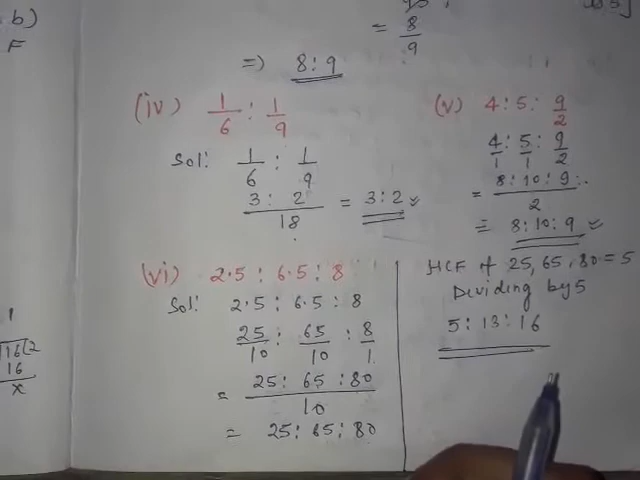 b)
F
= 8/9
=) 8:9
(iv) 1/6 : 1/9
Sol: 1/6 : 1/9
3: 2/18 = 3:2
(v) 4:5: 9/2
4/1 : 5/1 : 9/2
= 8:10:9:/2
= 8:10:9
(vi) 2.5 : 6.5 : 8
Sol: 2.5 : 6.5 : 8
25/10 : 65/10 : 8/1
= 25: 65 :80/10
= 25: 65: 80
HCF of 25, 65, 80 = 5
Dividing by 5
5: 13: 16
1
16 2
16
x